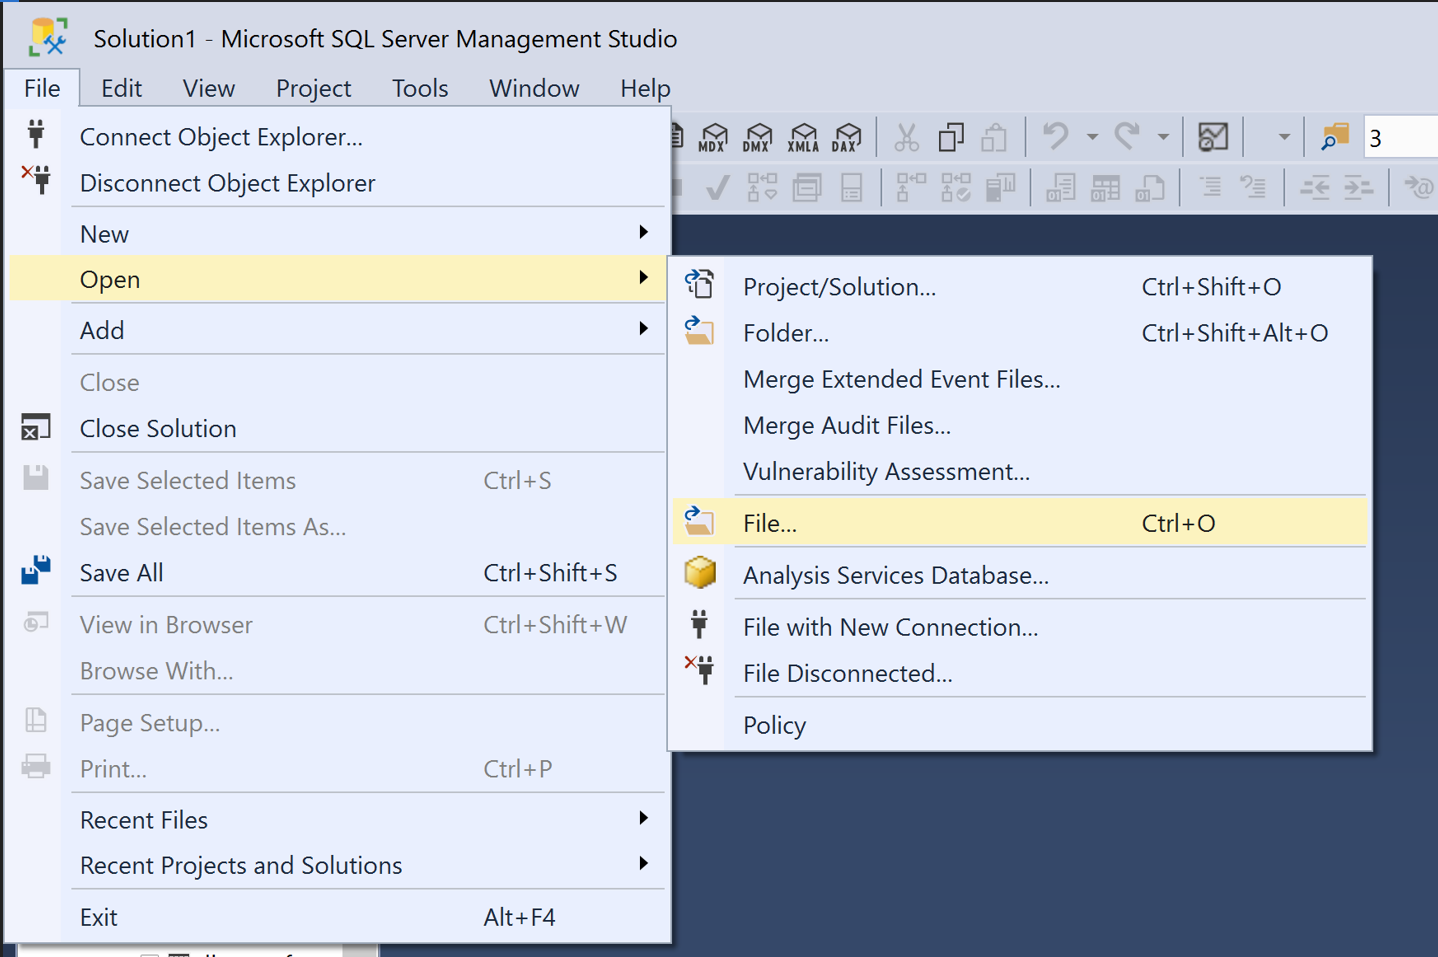 Solution1 - Microsoft SQL Server Management Studio
File Edit View Project Tools Window Help
MDX DMX XMLA DAX 3
Connect Object Explorer...
Disconnect Object Explorer
New
Open
Add
Close
Close Solution
Save Selected Items Ctrl+S
Save Selected Items As...
Save All Ctrl+Shift+S
View in Browser Ctrl+Shift+W
Browse With...
Page Setup...
Print... Ctrl+P
Recent Files
Recent Projects and Solutions
Exit Alt+F4
Project/Solution... Ctrl+Shift+O
Folder... Ctrl+Shift+Alt+O
Merge Extended Event Files...
Merge Audit Files...
Vulnerability Assessment...
File... Ctrl+O
Analysis Services Database...
File with New Connection...
File Disconnected...
Policy